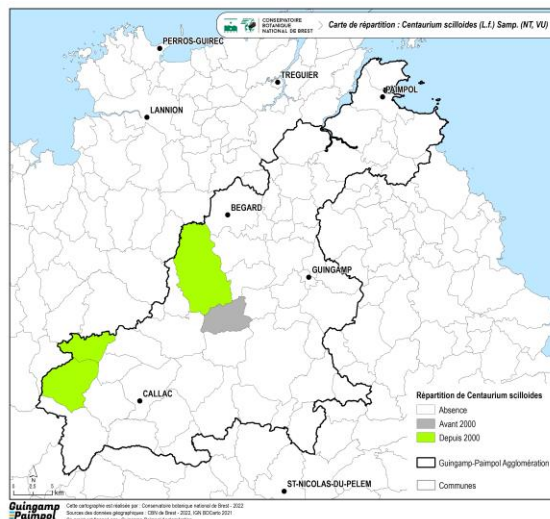 CONSERVATOIRE
BOTANIQUE
NATIONAL DE BREST
Carte de répartition : Centaurium scilloides (L.f.) Samp. (NT, VU)
PERROS-GUIREC
TREGUIER
PAIMPOL
LANNION
BEGARD
GUINGAMP
CALLAC
ST-NICOLAS-DU-PELEM
Répartition de Centaurium scilloides
Absence
Avant 2000
Depuis 2000
Guingamp-Paimpol Agglomération
Communes
N
0 2,5 5
km
Guingamp
Paimpol
Cette cartographie est réalisée par : Conservatoire botanique national de Brest - 2022
Sources des données géographiques : CBN de Brest - 2022, IGN BDCarto 2021